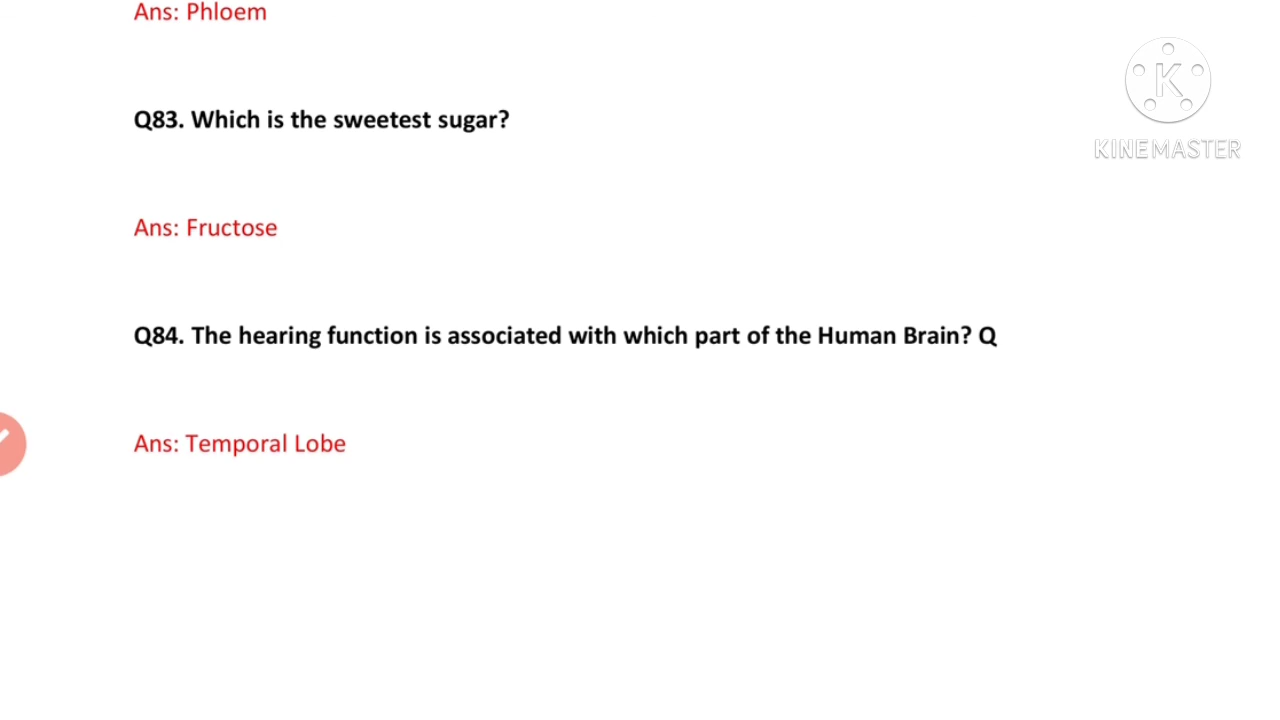 Ans: Phloem
K
KINEMASTER
Q83. Which is the sweetest sugar?
Ans: Fructose
Q84. The hearing function is associated with which part of the Human Brain? Q
Ans: Temporal Lobe